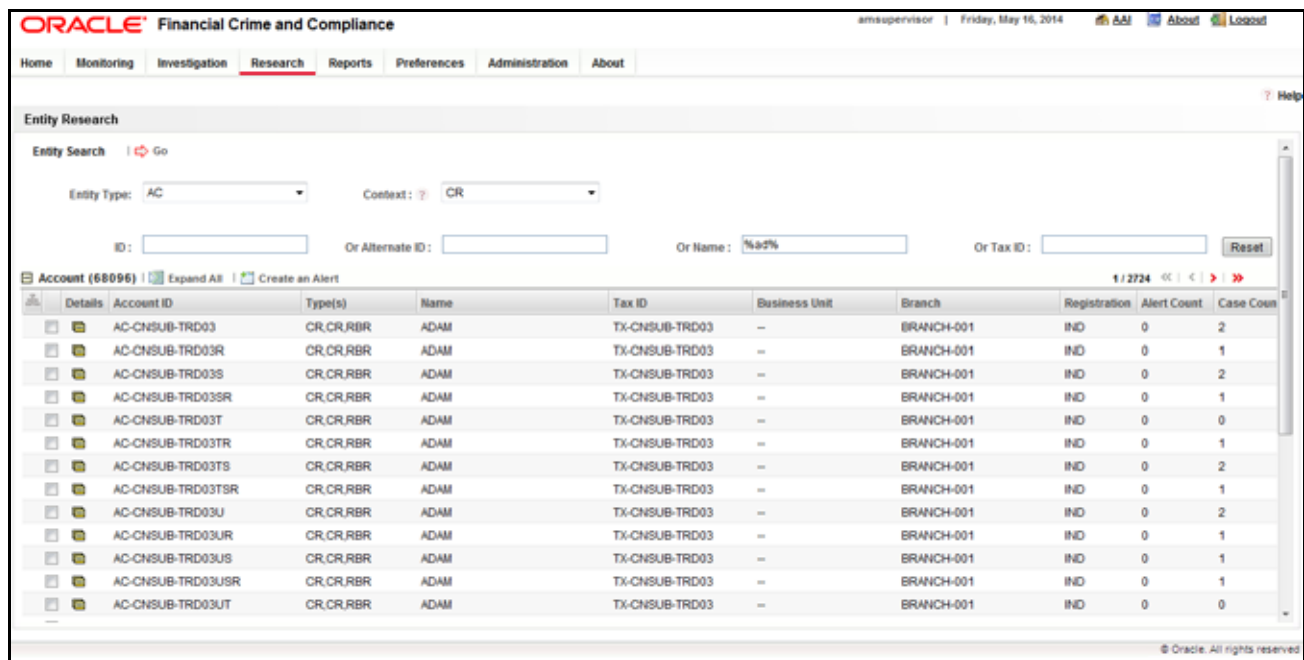 ORACLE® Financial Crime and Compliance
amsupervisor | Friday, May 16, 2014 AAI About Logout
Home Monitoring Investigation Research Reports Preferences Administration About
? Help
Entity Research
Entity Search | Go
Entity Type: AC Context: ? CR
ID: Or Alternate ID: Or Name: %ad% Or Tax ID: Reset
Account (68096) | Expand All | Create an Alert 1 / 2724
Details Account ID Type(s) Name Tax ID Business Unit Branch Registration Alert Count Case Coun
AC-CNSUB-TRD03 CR,CR,RBR ADAM TX-CNSUB-TRD03 -- BRANCH-001 IND 0 2
AC-CNSUB-TRD03R CR,CR,RBR ADAM TX-CNSUB-TRD03 -- BRANCH-001 IND 0 1
AC-CNSUB-TRD03S CR,CR,RBR ADAM TX-CNSUB-TRD03 -- BRANCH-001 IND 0 2
AC-CNSUB-TRD03SR CR,CR,RBR ADAM TX-CNSUB-TRD03 -- BRANCH-001 IND 0 1
AC-CNSUB-TRD03T CR,CR,RBR ADAM TX-CNSUB-TRD03 -- BRANCH-001 IND 0 0
AC-CNSUB-TRD03TR CR,CR,RBR ADAM TX-CNSUB-TRD03 -- BRANCH-001 IND 0 1
AC-CNSUB-TRD03TS CR,CR,RBR ADAM TX-CNSUB-TRD03 -- BRANCH-001 IND 0 2
AC-CNSUB-TRD03TSR CR,CR,RBR ADAM TX-CNSUB-TRD03 -- BRANCH-001 IND 0 1
AC-CNSUB-TRD03U CR,CR,RBR ADAM TX-CNSUB-TRD03 -- BRANCH-001 IND 0 2
AC-CNSUB-TRD03UR CR,CR,RBR ADAM TX-CNSUB-TRD03 -- BRANCH-001 IND 0 1
AC-CNSUB-TRD03US CR,CR,RBR ADAM TX-CNSUB-TRD03 -- BRANCH-001 IND 0 1
AC-CNSUB-TRD03USR CR,CR,RBR ADAM TX-CNSUB-TRD03 -- BRANCH-001 IND 0 1
AC-CNSUB-TRD03UT CR,CR,RBR ADAM TX-CNSUB-TRD03 -- BRANCH-001 IND 0 0
© Oracle. All rights reserved